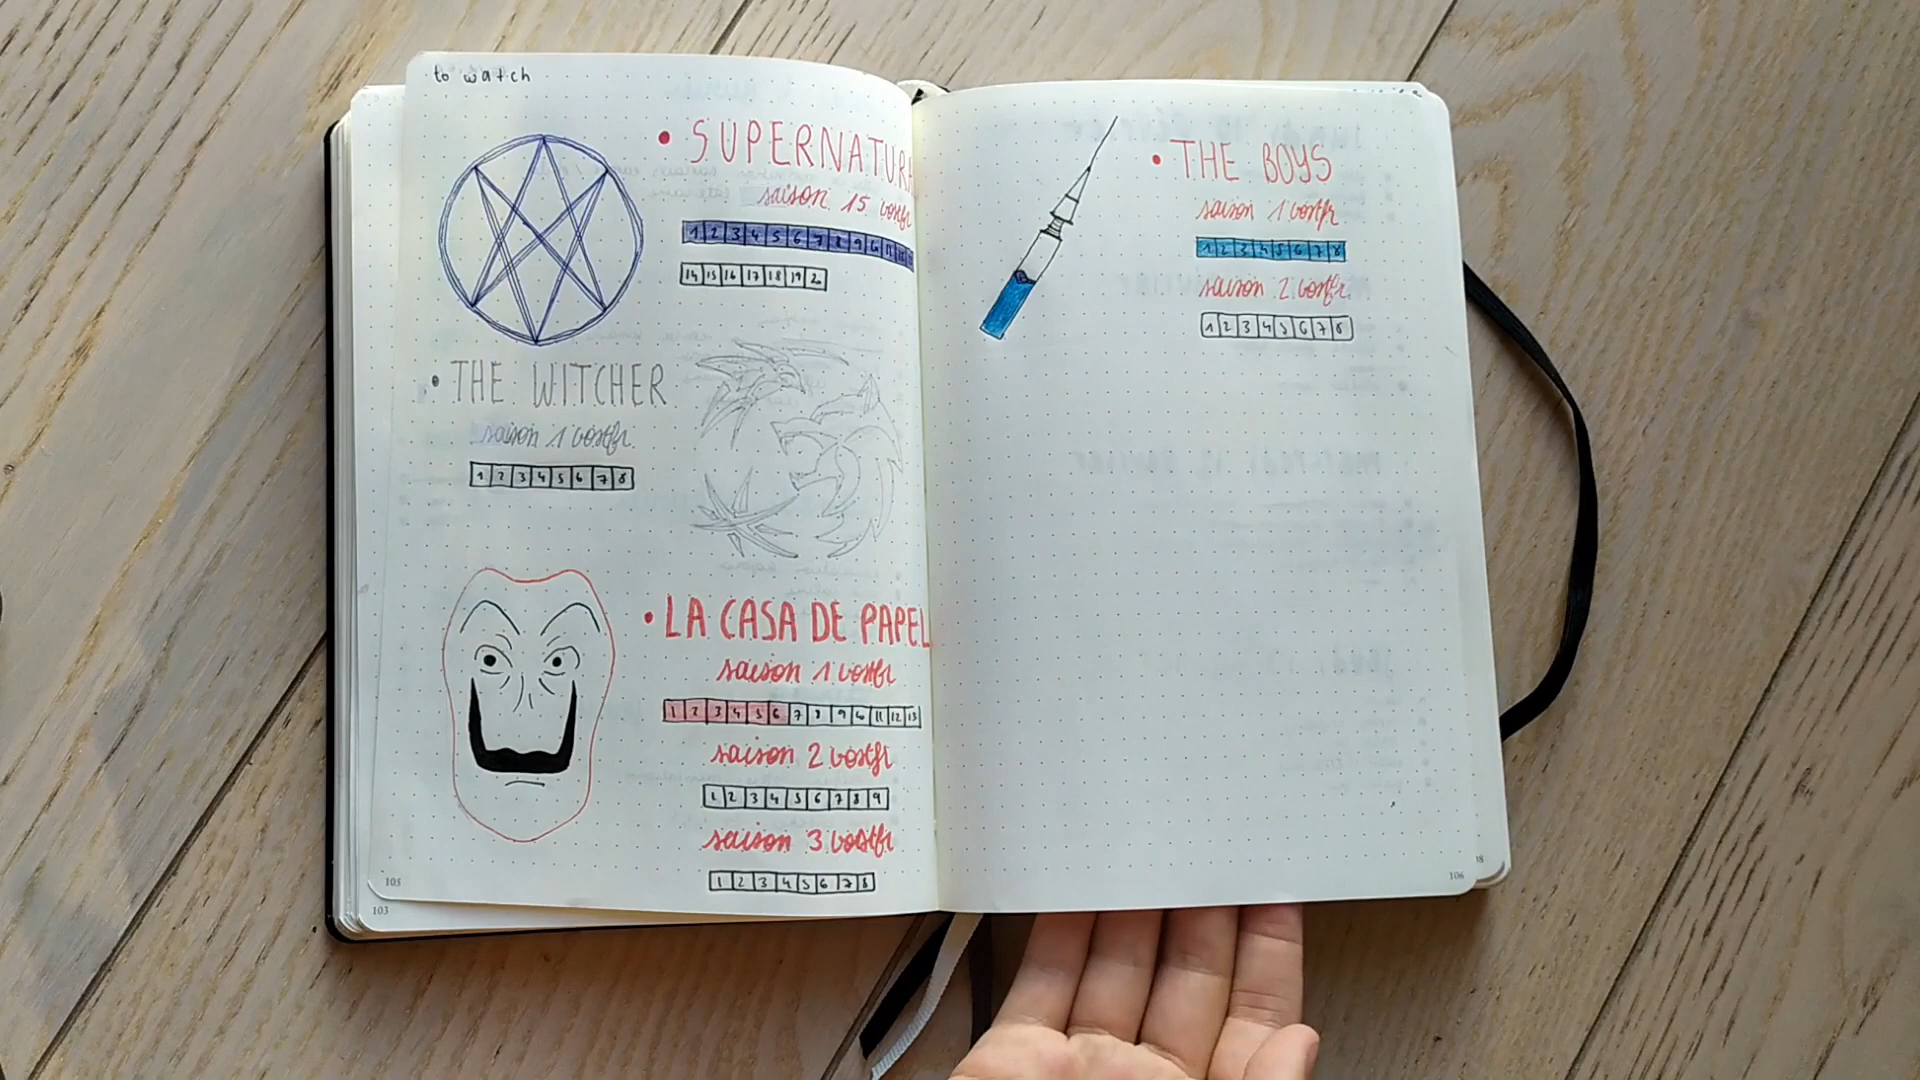 to watch
• SUPERNATURA
saison 15 vostfr
1 2 3 4 5 6 7 8 9 10 11 12 13
14 15 16 17 18 19 20
• THE WITCHER
saison 1 vostfr
1 2 3 4 5 6 7 8
• LA CASA DE PAPEL
saison 1 vostfr
1 2 3 4 5 6 7 8 9 10 11 12 13
saison 2 vostfr
1 2 3 4 5 6 7 8 9
saison 3 vostfr
1 2 3 4 5 6 7 8
105
103
• THE BOYS
saison 1 vostfr
1 2 3 4 5 6 7 8
saison 2 vostfr
1 2 3 4 5 6 7 8
106